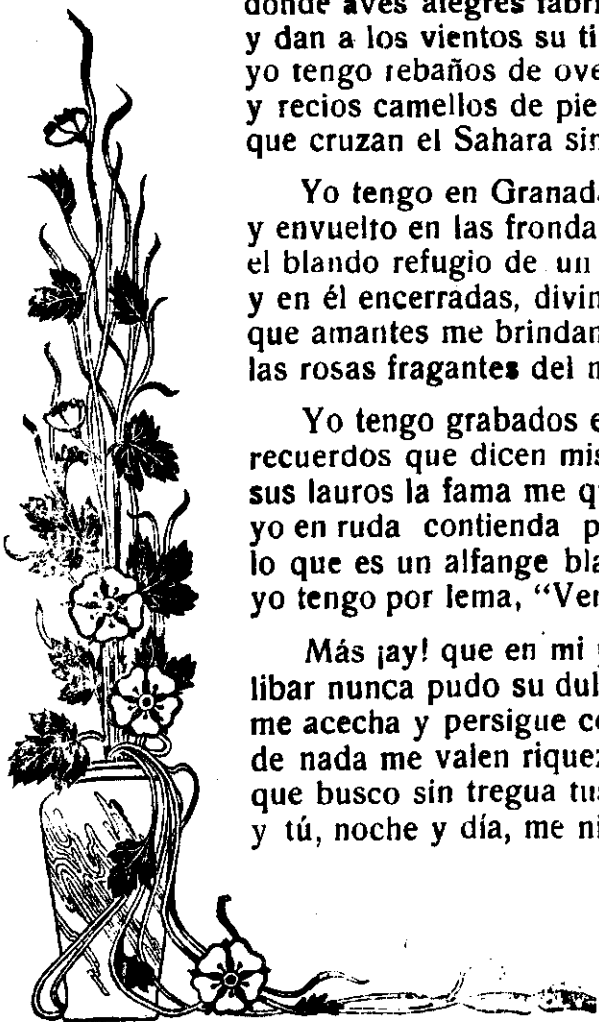 donde aves alegres
y dan a los vientos su
yo tengo rebaños de
y recios camellos de
que cruzan el Sahara

Yo tengo en
y envuelto en las
el blando refugio de un
y en él encerradas,
que amantes me
las rosas fragantes del

Yo tengo grabados
recuerdos que dicen
sus lauros la fama me
yo en ruda contienda
lo que es un alfange
yo tengo por lema,

Más ¡ay! que en mi
libar nunca pudo su
me acecha y persigue
de nada me valen
que busco sin tregua
y tú, noche y día, me